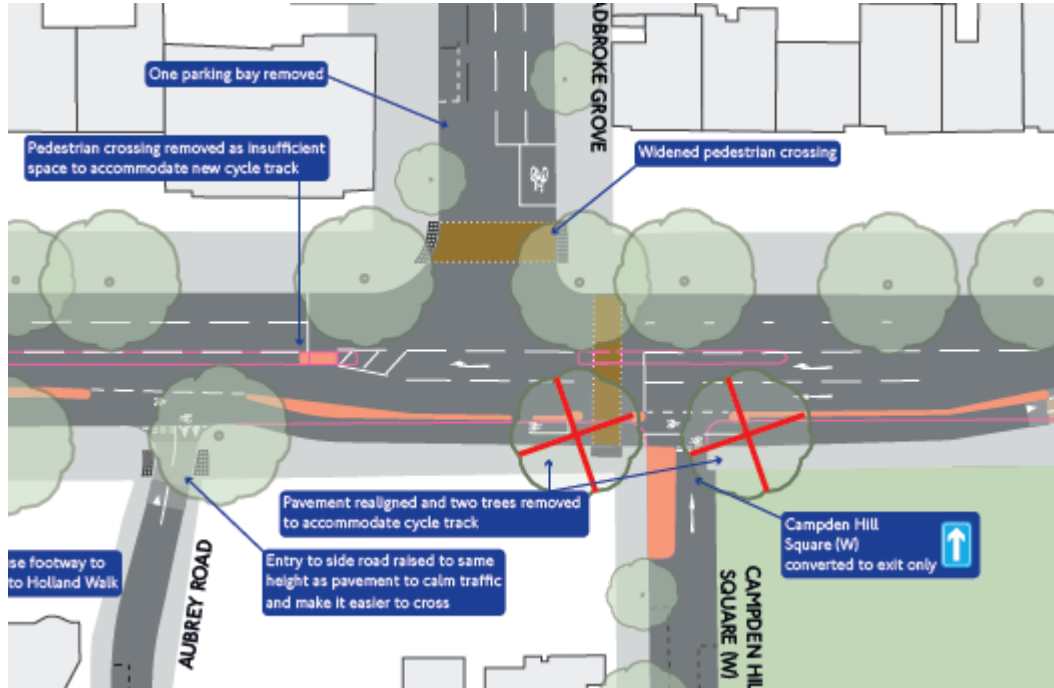 One parking bay removed
ADBROKE GROVE
Pedestrian crossing removed as insufficient
space to accommodate new cycle track
Widened pedestrian crossing
Pavement realigned and two trees removed
to accommodate cycle track
Campden Hill
Square (W)
converted to exit only
se footway to
to Holland Walk
Entry to side road raised to same
height as pavement to calm traffic
and make it easier to cross
AUBREY ROAD
CAMPDEN HIL
SQUARE (W)